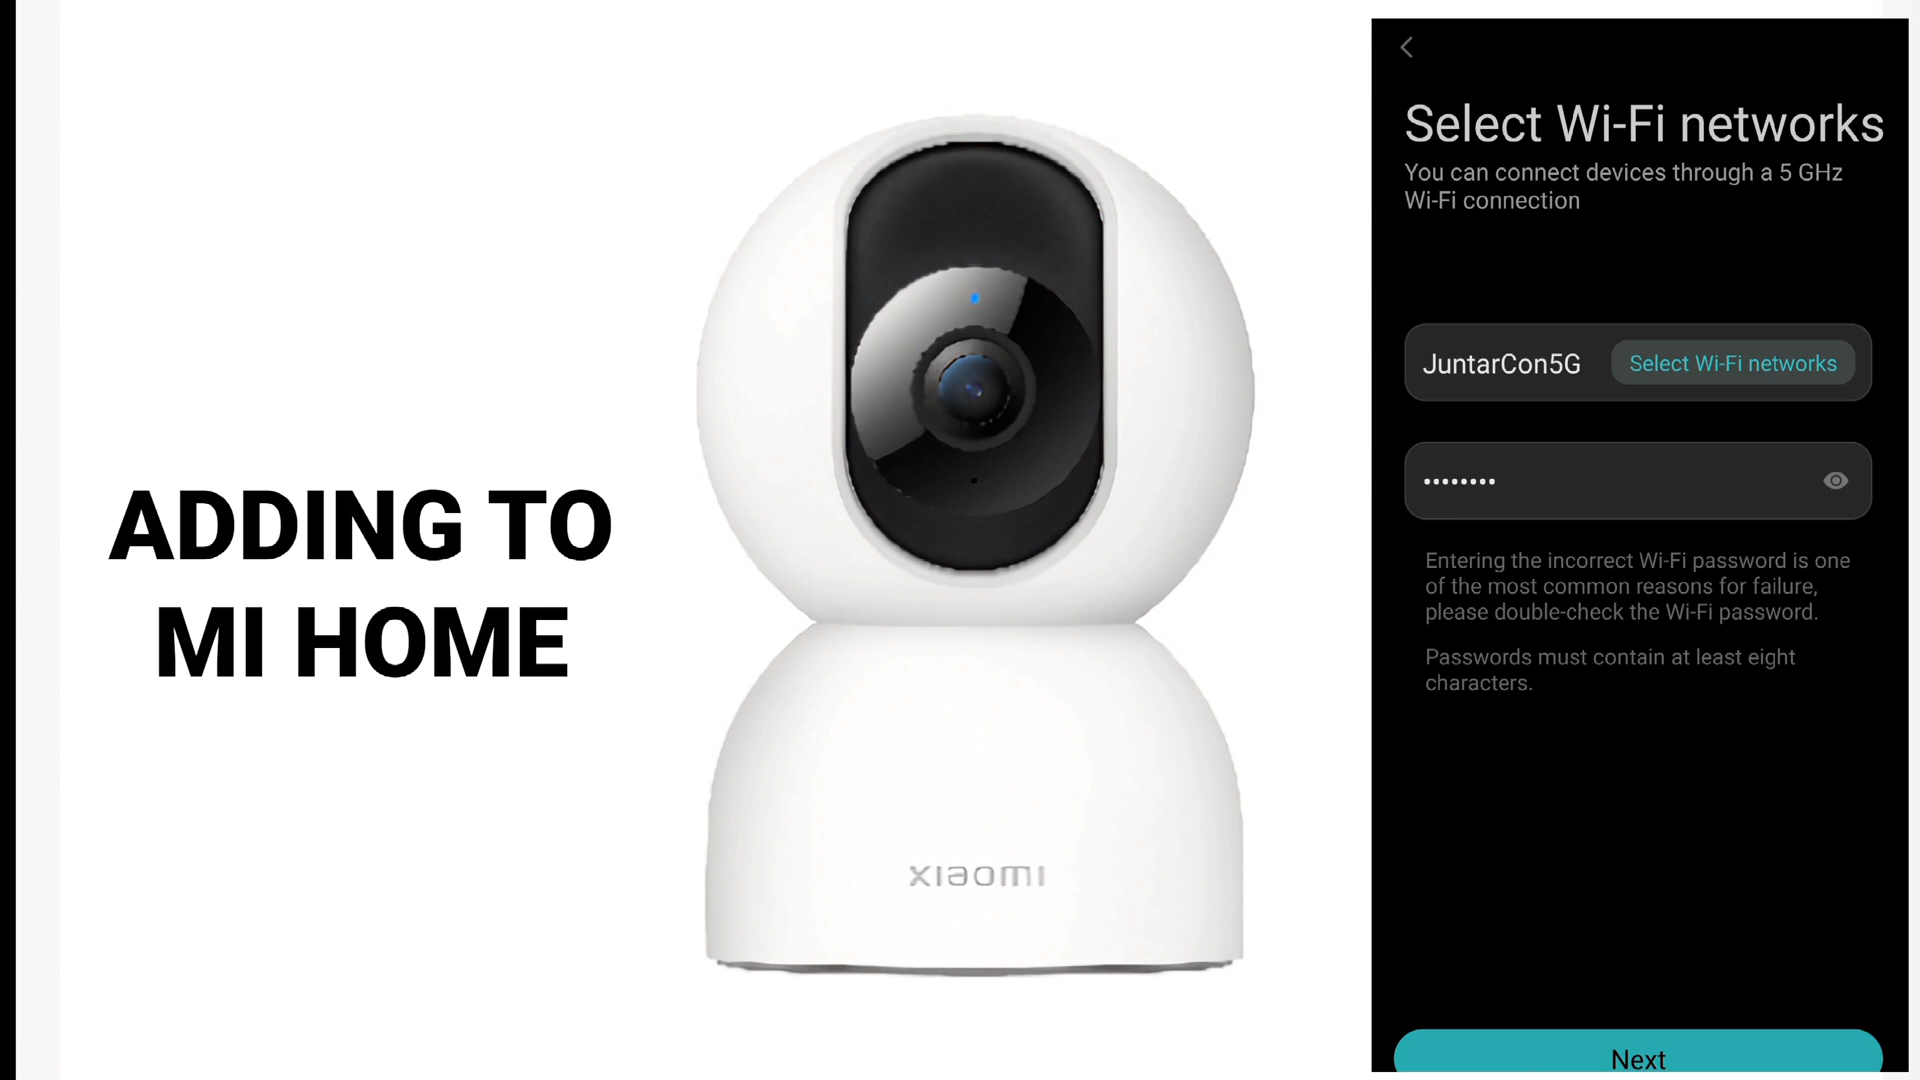 ADDING TO
MI HOME
xiaomi
Select Wi-Fi networks
You can connect devices through a 5 GHz
Wi-Fi connection
JuntarCon5G
Select Wi-Fi networks
••••••••
Entering the incorrect Wi-Fi password is one
of the most common reasons for failure,
please double-check the Wi-Fi password.
Passwords must contain at least eight
characters.
Next